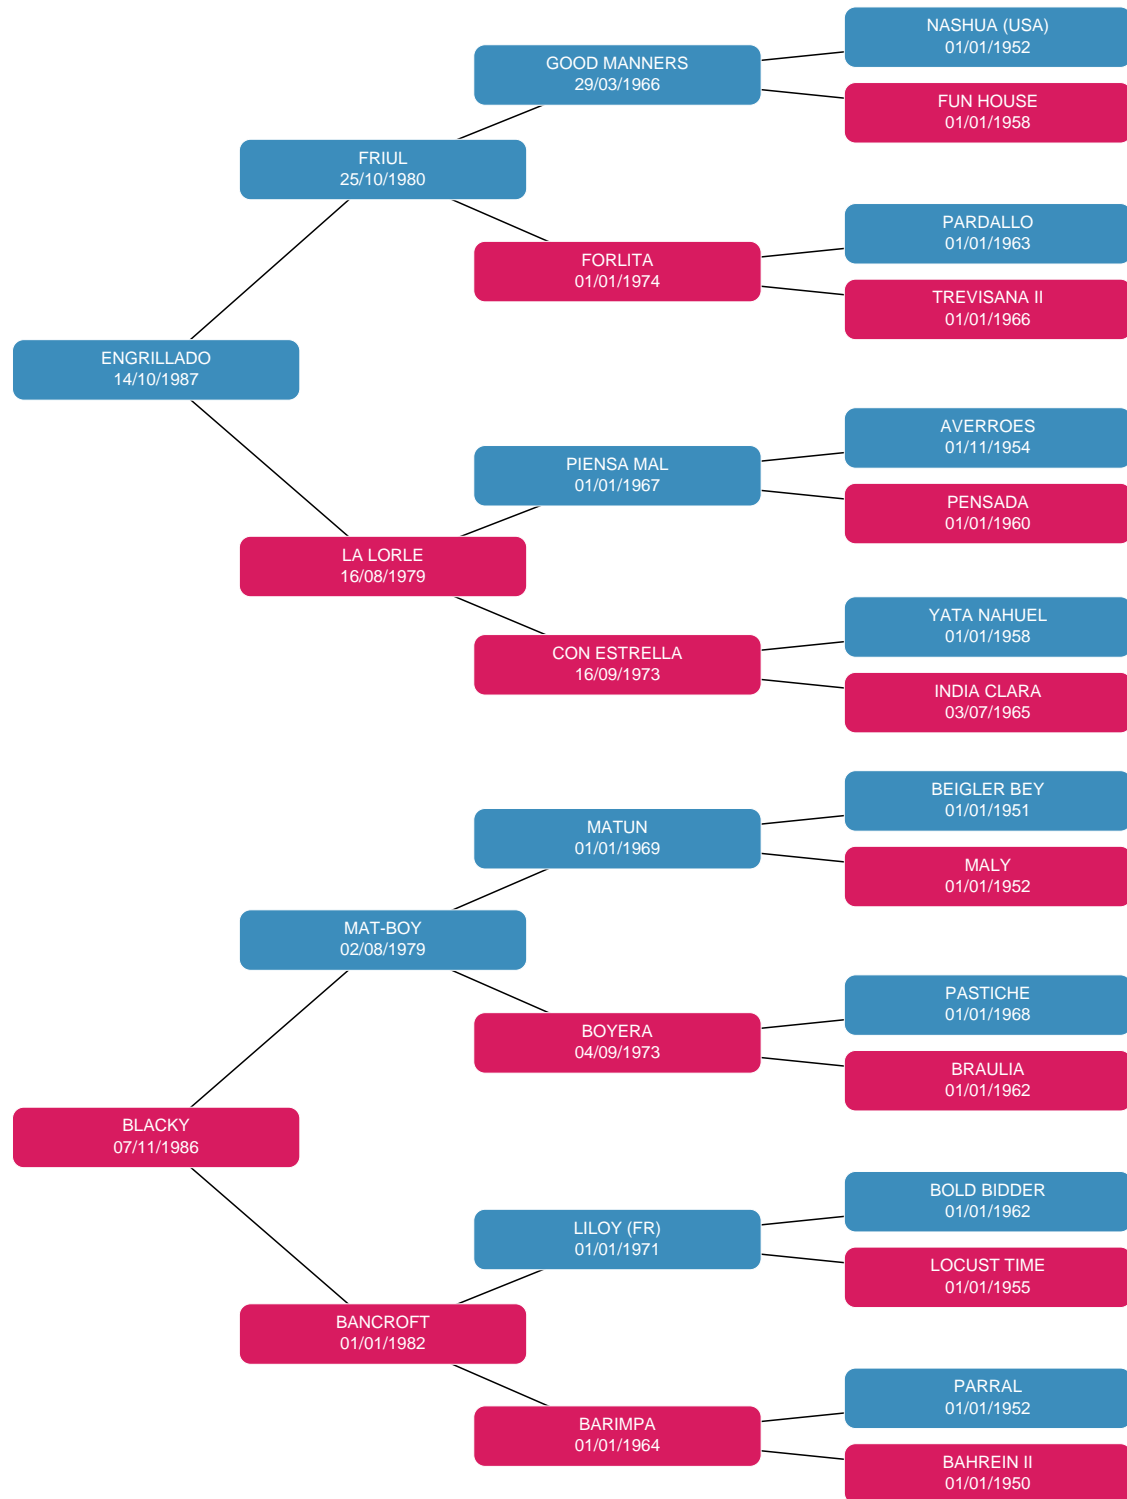 NASHUA (USA)
01/01/1952
GOOD MANNERS
29/03/1966
FUN HOUSE
01/01/1958
FRIUL
25/10/1980
PARDALLO
01/01/1963
FORLITA
01/01/1974
TREVISANA II
01/01/1966
ENGRILLADO
14/10/1987
AVERROES
01/11/1954
PIENSA MAL
01/01/1967
PENSADA
01/01/1960
LA LORLE
16/08/1979
YATA NAHUEL
01/01/1958
CON ESTRELLA
16/09/1973
INDIA CLARA
03/07/1965
BEIGLER BEY
01/01/1951
MATUN
01/01/1969
MALY
01/01/1952
MAT-BOY
02/08/1979
PASTICHE
01/01/1968
BOYERA
04/09/1973
BRAULIA
01/01/1962
BLACKY
07/11/1986
BOLD BIDDER
01/01/1962
LILOY (FR)
01/01/1971
LOCUST TIME
01/01/1955
BANCROFT
01/01/1982
PARRAL
01/01/1952
BARIMPA
01/01/1964
BAHREIN II
01/01/1950